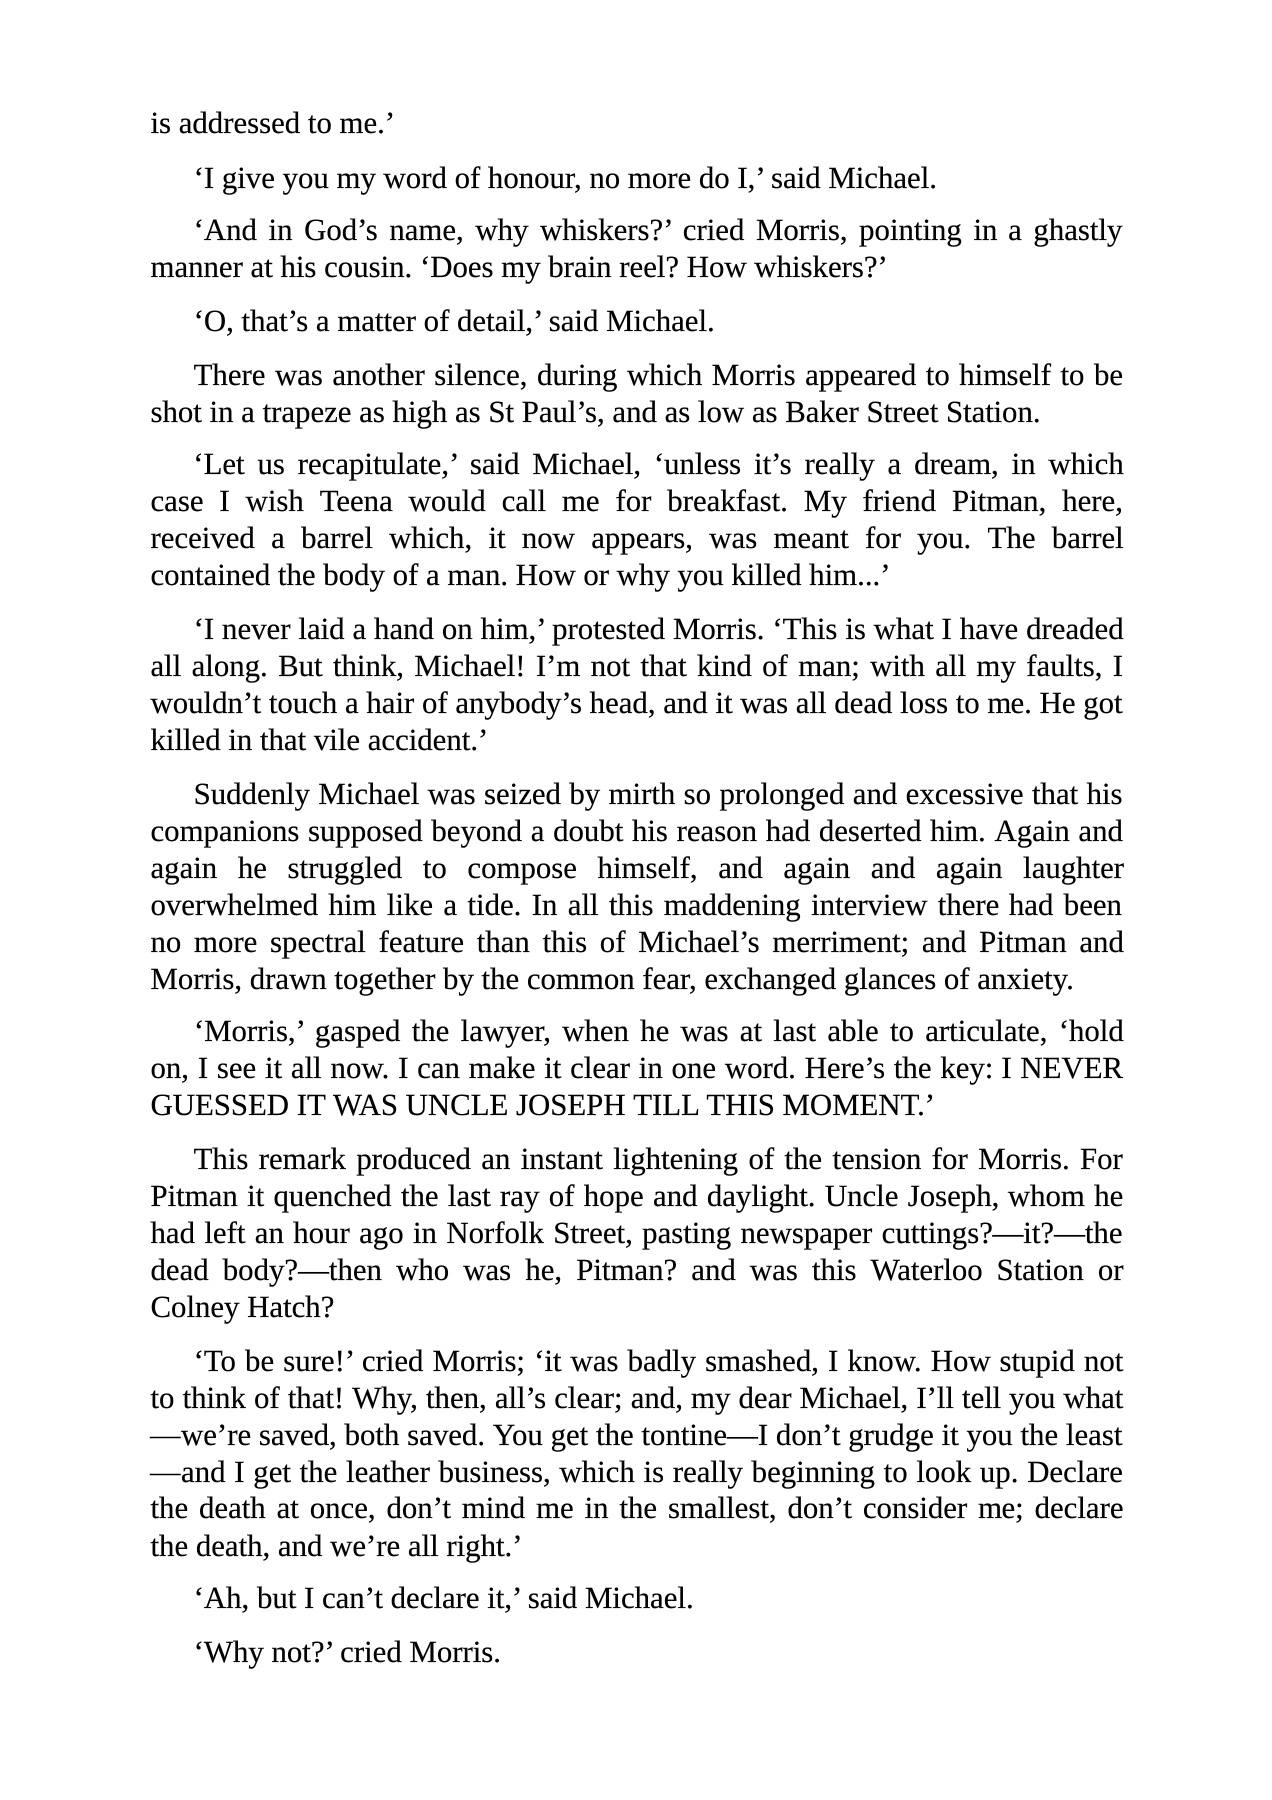 is addressed to me.’
‘I give you my word of honour, no more do I,’ said Michael.
‘And in God’s name, why whiskers?’ cried Morris, pointing in a ghastly
manner at his cousin. ‘Does my brain reel? How whiskers?’
‘O, that’s a matter of detail,’ said Michael.
There was another silence, during which Morris appeared to himself to be
shot in a trapeze as high as St Paul’s, and as low as Baker Street Station.
‘Let us recapitulate,’ said Michael, ‘unless it’s really a dream, in which
case I wish Teena would call me for breakfast. My friend Pitman, here,
received a barrel which, it now appears, was meant for you. The barrel
contained the body of a man. How or why you killed him...’
‘I never laid a hand on him,’ protested Morris. ‘This is what I have dreaded
all along. But think, Michael! I’m not that kind of man; with all my faults, I
wouldn’t touch a hair of anybody’s head, and it was all dead loss to me. He got
killed in that vile accident.’
Suddenly Michael was seized by mirth so prolonged and excessive that his
companions supposed beyond a doubt his reason had deserted him. Again and
again he struggled to compose himself, and again and again laughter
overwhelmed him like a tide. In all this maddening interview there had been
no more spectral feature than this of Michael’s merriment; and Pitman and
Morris, drawn together by the common fear, exchanged glances of anxiety.
‘Morris,’ gasped the lawyer, when he was at last able to articulate, ‘hold
on, I see it all now. I can make it clear in one word. Here’s the key: I NEVER
GUESSED IT WAS UNCLE JOSEPH TILL THIS MOMENT.’
This remark produced an instant lightening of the tension for Morris. For
Pitman it quenched the last ray of hope and daylight. Uncle Joseph, whom he
had left an hour ago in Norfolk Street, pasting newspaper cuttings?—it?—the
dead body?—then who was he, Pitman? and was this Waterloo Station or
Colney Hatch?
‘To be sure!’ cried Morris; ‘it was badly smashed, I know. How stupid not
to think of that! Why, then, all’s clear; and, my dear Michael, I’ll tell you what
—we’re saved, both saved. You get the tontine—I don’t grudge it you the least
—and I get the leather business, which is really beginning to look up. Declare
the death at once, don’t mind me in the smallest, don’t consider me; declare
the death, and we’re all right.’
‘Ah, but I can’t declare it,’ said Michael.
‘Why not?’ cried Morris.